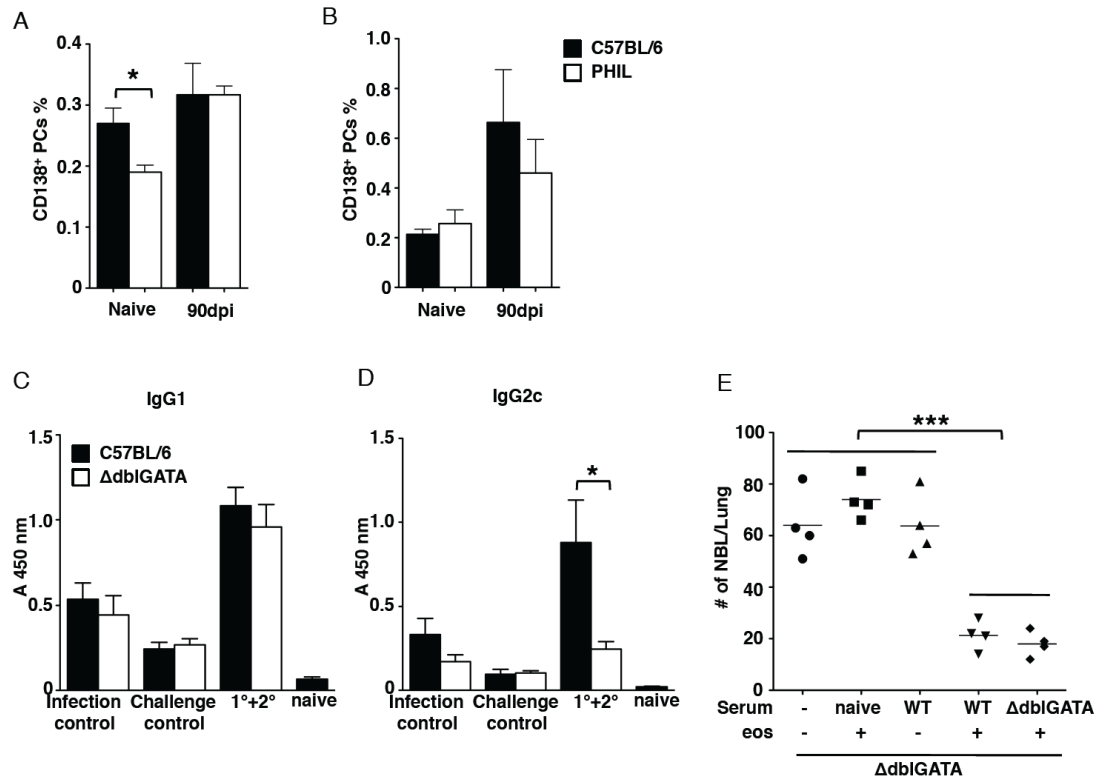 A
B
0.4
0.3
0.2
0.1
0
CD138+ PCs %
*
Naive 90dpi
1.0
0.8
0.6
0.4
0.2
0
CD138+ PCs %
Naive 90dpi
C57BL/6
PHIL
C
IgG1
1.5
1.0
0.5
0
A 450 nm
C57BL/6
ΔdblGATA
Infection control
Challenge control
1°+2°
naive
D
IgG2c
1.5
1.0
0.5
0
A 450 nm
*
Infection control
Challenge control
1°+2°
naive
E
***
100
80
60
40
20
0
# of NBL/Lung
Serum - naive WT WT ΔdblGATA
eos - + - + +
ΔdblGATA